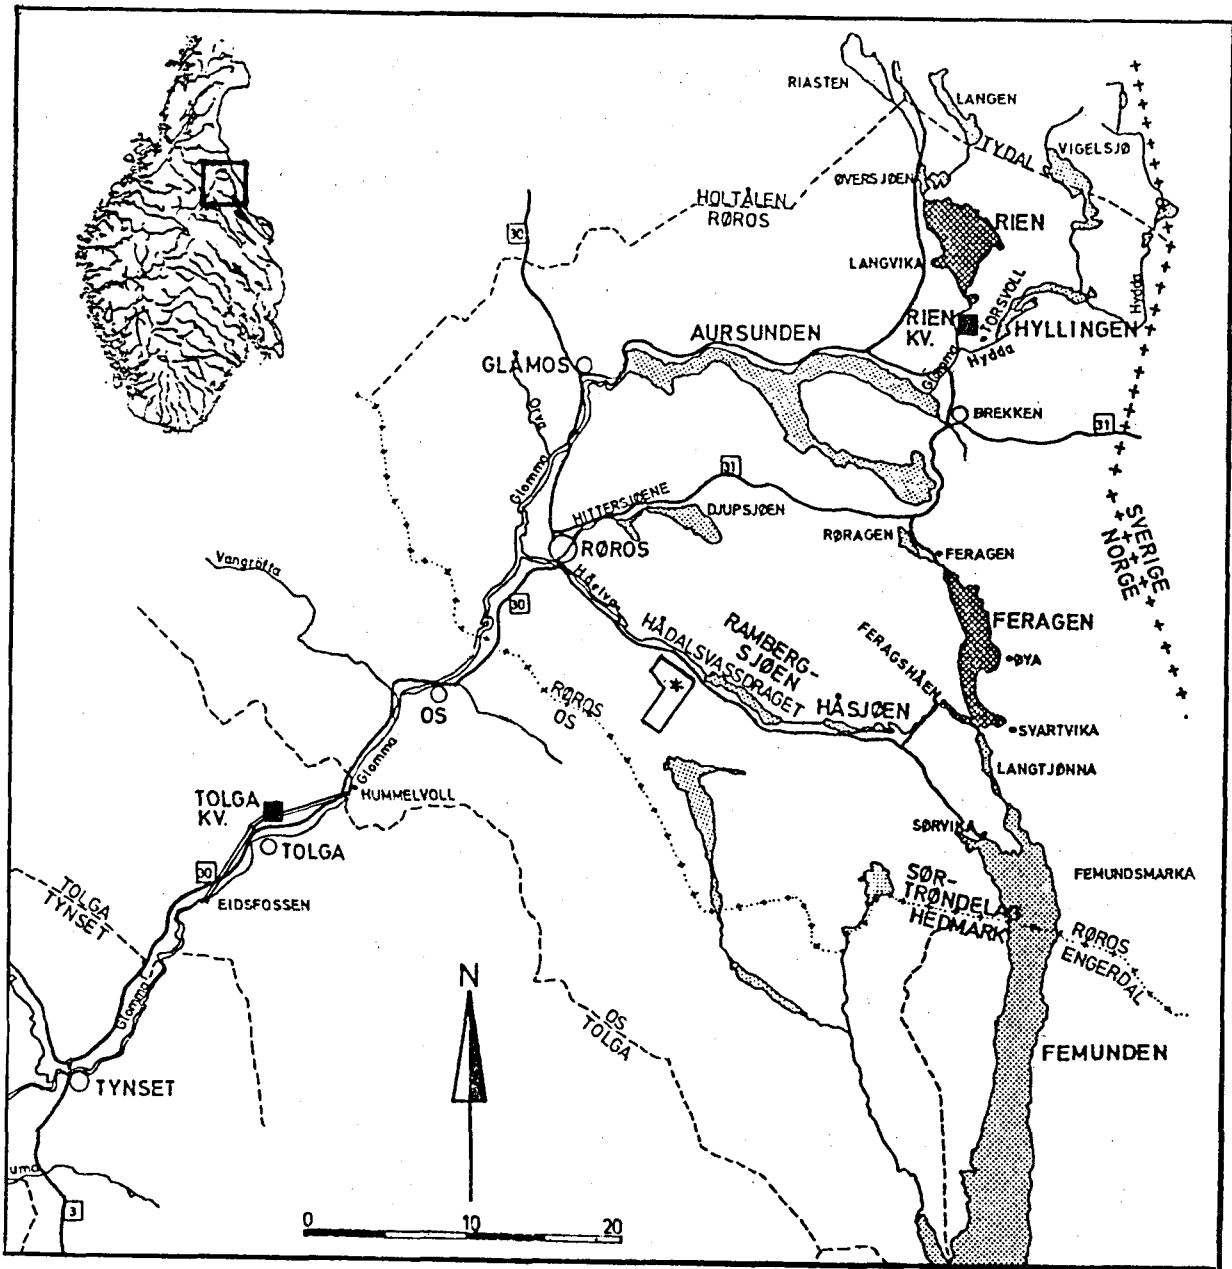 RIASTEN
LANGEN
TYDAL
VIGELSJØ
ØVERSJØEN
HOLTÅLEN
RØROS
30
RIEN
LANGVIKA
Hydda
TORSVOLL
RIEN
KV.
HYLLINGEN
AURSUNDEN
Glomma
Hydda
GLÅMOS
Orva
BREKKEN
31
31
Glomma
HITTERSJØENE
DJUPSJØEN
SVERIGE
NORGE
RØRAGEN
FERAGEN
RØROS
Vangröfta
30
Håelva
FERAGEN
RAMBERG-
SJØEN
HÅDALSVASSDRAGET
FERAGSHÅEN
ØYA
*
RØROS
OS
HÅSJØEN
OS
SVARTVIKA
LANGTJØNNA
Glomma
HUMMELVOLL
TOLGA
KV.
TOLGA
SØRVIKA
30
EIDSFOSSEN
TOLGA
TYNSET
FEMUNDSMARKA
SØR-
TRØNDELAG
HEDMARK
RØROS
ENGERDAL
N
Glomma
OS
TOLGA
FEMUNDEN
TYNSET
uma
3
0
10
20